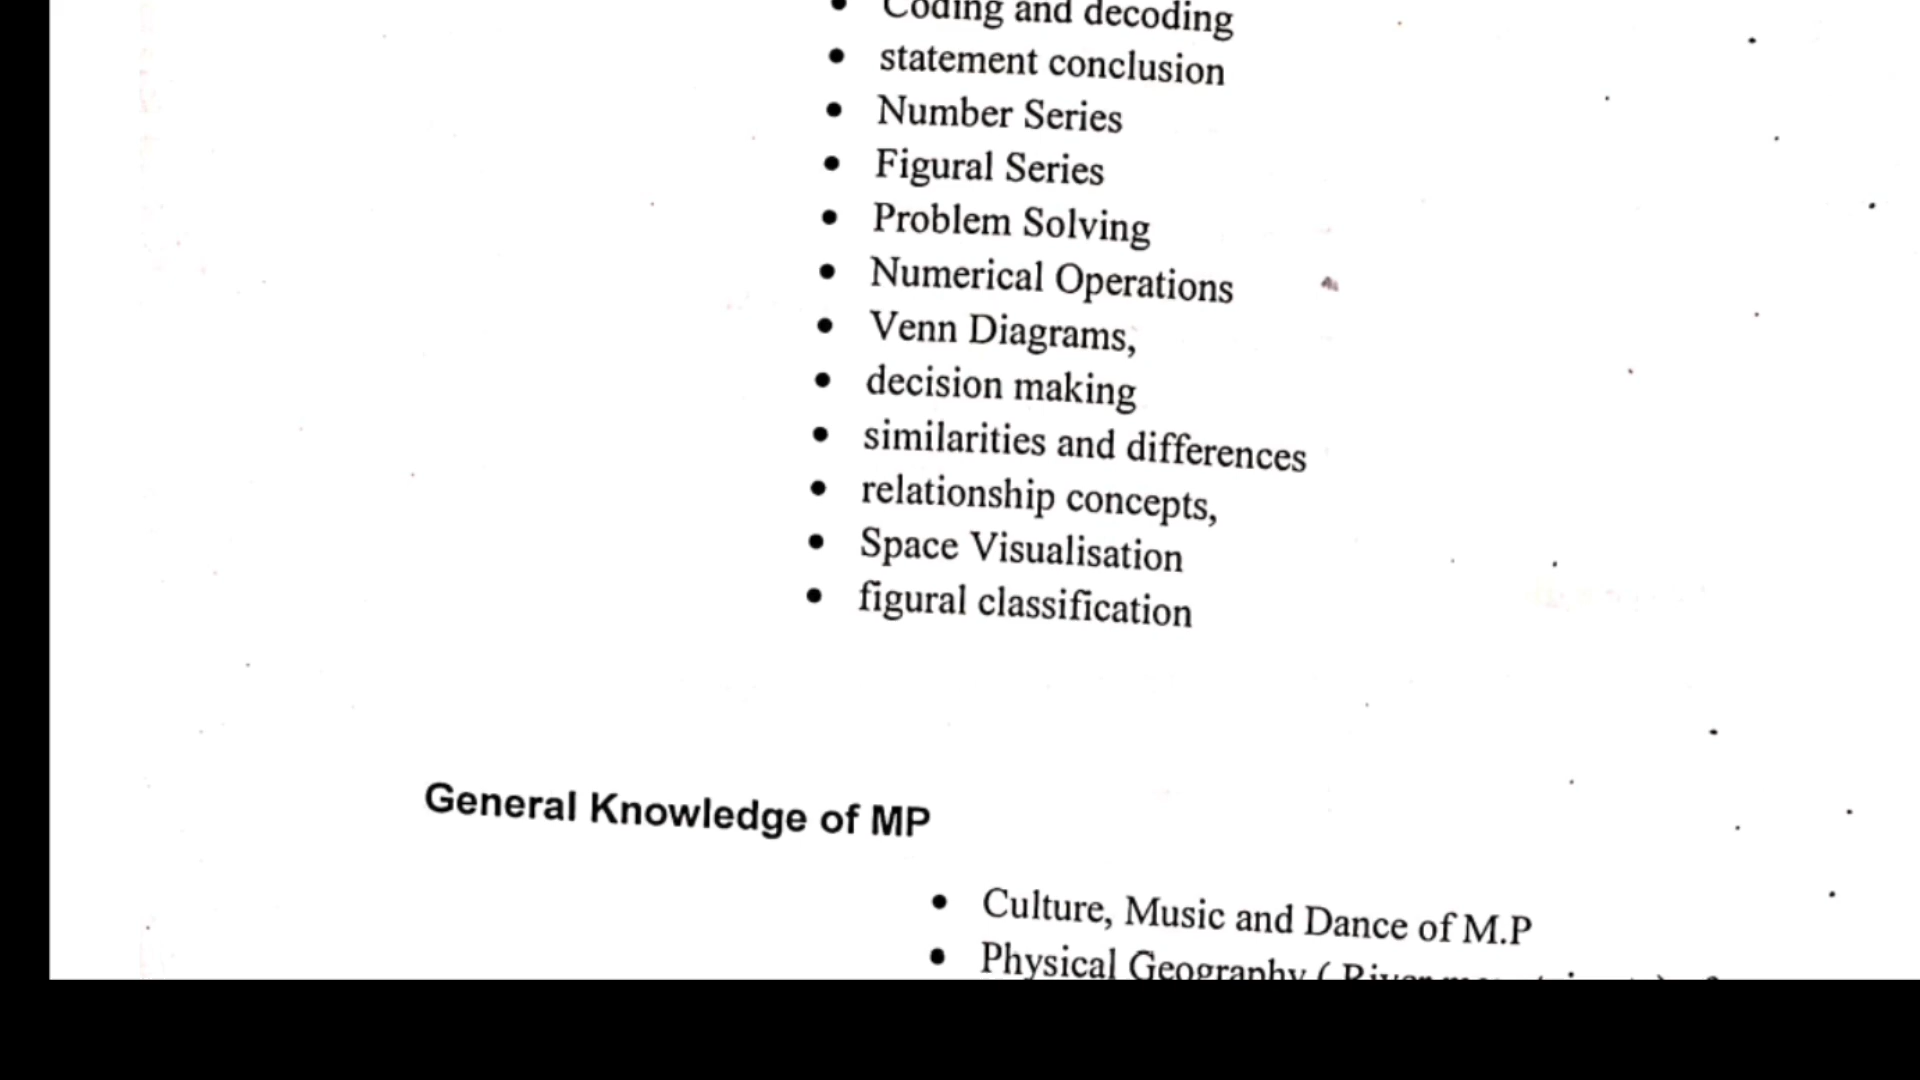 • Coding and decoding
• statement conclusion
• Number Series
• Figural Series
• Problem Solving
• Numerical Operations
• Venn Diagrams,
• decision making
• similarities and differences
• relationship concepts,
• Space Visualisation
• figural classification
General Knowledge of MP
• Culture, Music and Dance of M.P
• Physical Geography ( River